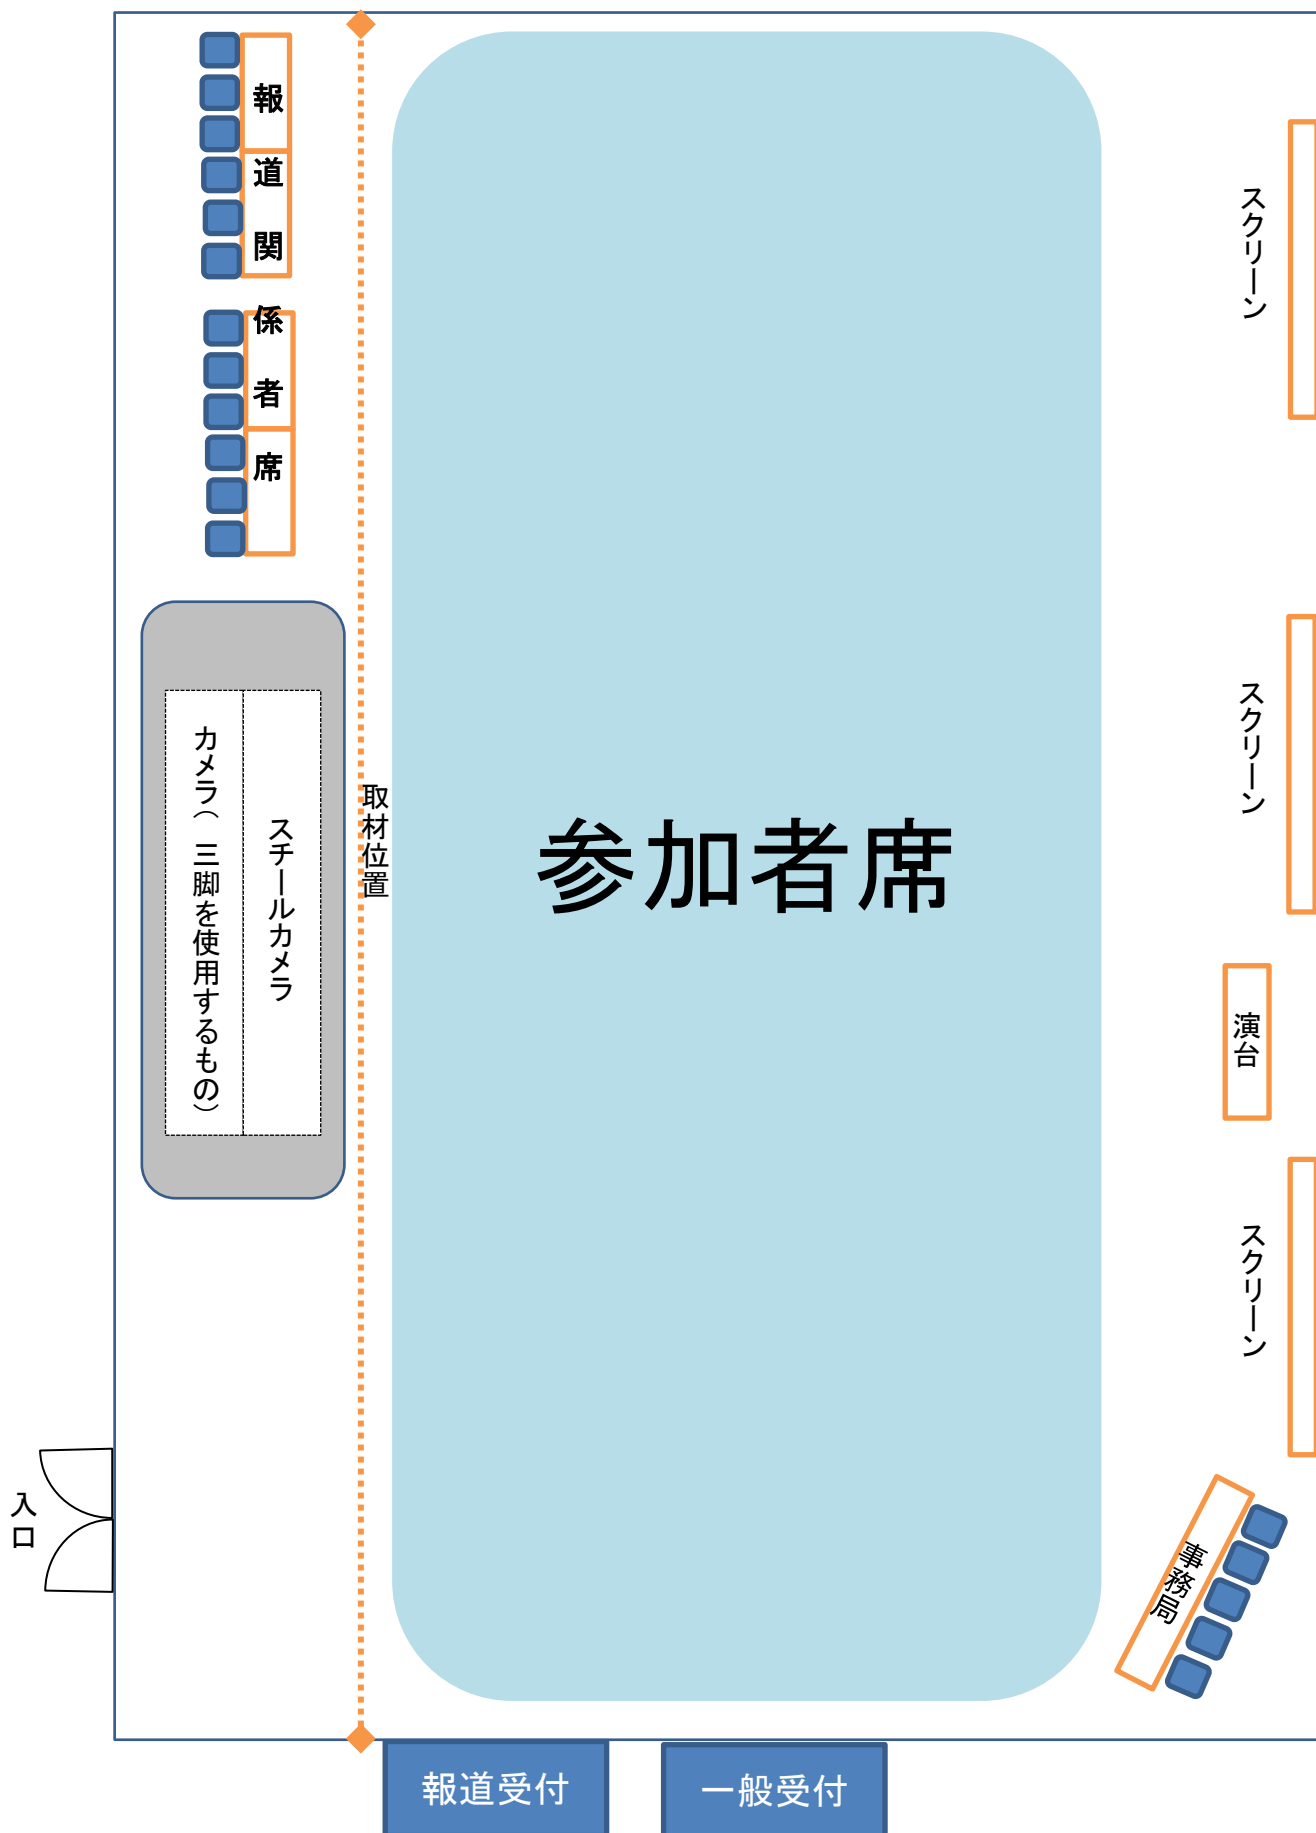 報道関係者席
スクリーン
スクリーン
カメラ（ 三脚を使用するもの）
スチールカメラ
取材位置
参加者席
演台
スクリーン
入口
事務局
報道受付
一般受付